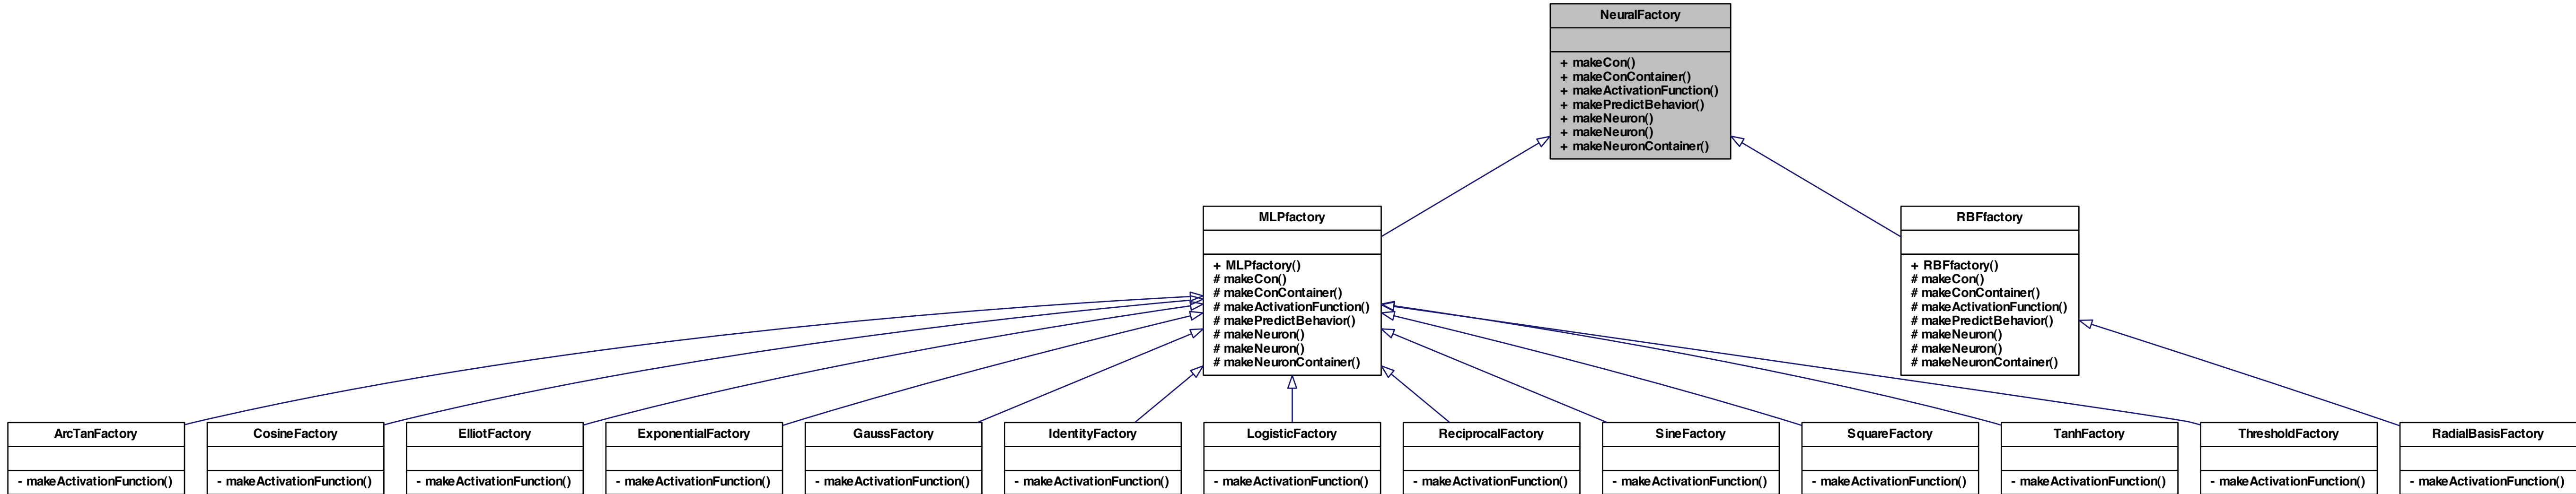 NeuralFactory
+ makeCon()
+ makeConContainer()
+ makeActivationFunction()
+ makePredictBehavior()
+ makeNeuron()
+ makeNeuron()
+ makeNeuronContainer()
MLPfactory
+ MLPfactory()
# makeCon()
# makeConContainer()
# makeActivationFunction()
# makePredictBehavior()
# makeNeuron()
# makeNeuron()
# makeNeuronContainer()
RBFfactory
+ RBFfactory()
# makeCon()
# makeConContainer()
# makeActivationFunction()
# makePredictBehavior()
# makeNeuron()
# makeNeuron()
# makeNeuronContainer()
ArcTanFactory
- makeActivationFunction()
CosineFactory
- makeActivationFunction()
ElliotFactory
- makeActivationFunction()
ExponentialFactory
- makeActivationFunction()
GaussFactory
- makeActivationFunction()
IdentityFactory
- makeActivationFunction()
LogisticFactory
- makeActivationFunction()
ReciprocalFactory
- makeActivationFunction()
SineFactory
- makeActivationFunction()
SquareFactory
- makeActivationFunction()
TanhFactory
- makeActivationFunction()
ThresholdFactory
- makeActivationFunction()
RadialBasisFactory
- makeActivationFunction()